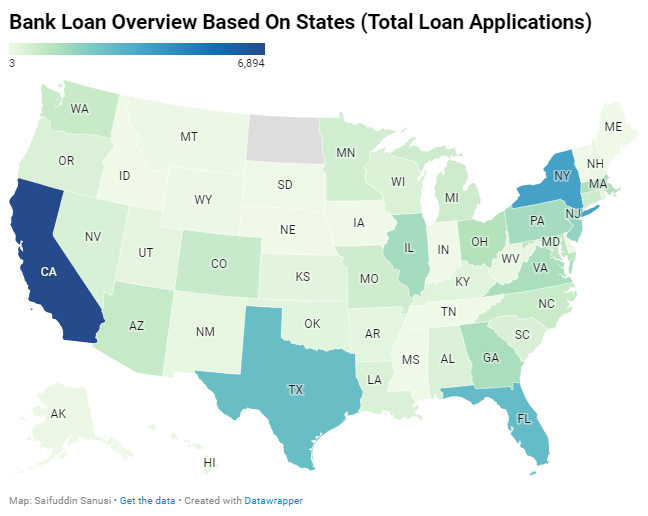 Bank Loan Overview Based On States (Total Loan Applications)
3 6,894
WA
ME
MT
MN
OR
NH
ID
WI
NY
MA
SD
MI
WY
NJ
PA
IA
NE
NV
OH
MD
IL
IN
UT
WV
CO
VA
KS
MO
KY
NC
TN
OK
AZ
NM
AR
SC
MS
AL
GA
LA
TX
CA
AK
FL
HI
Map: Saifuddin Sanusi • Get the data • Created with Datawrapper